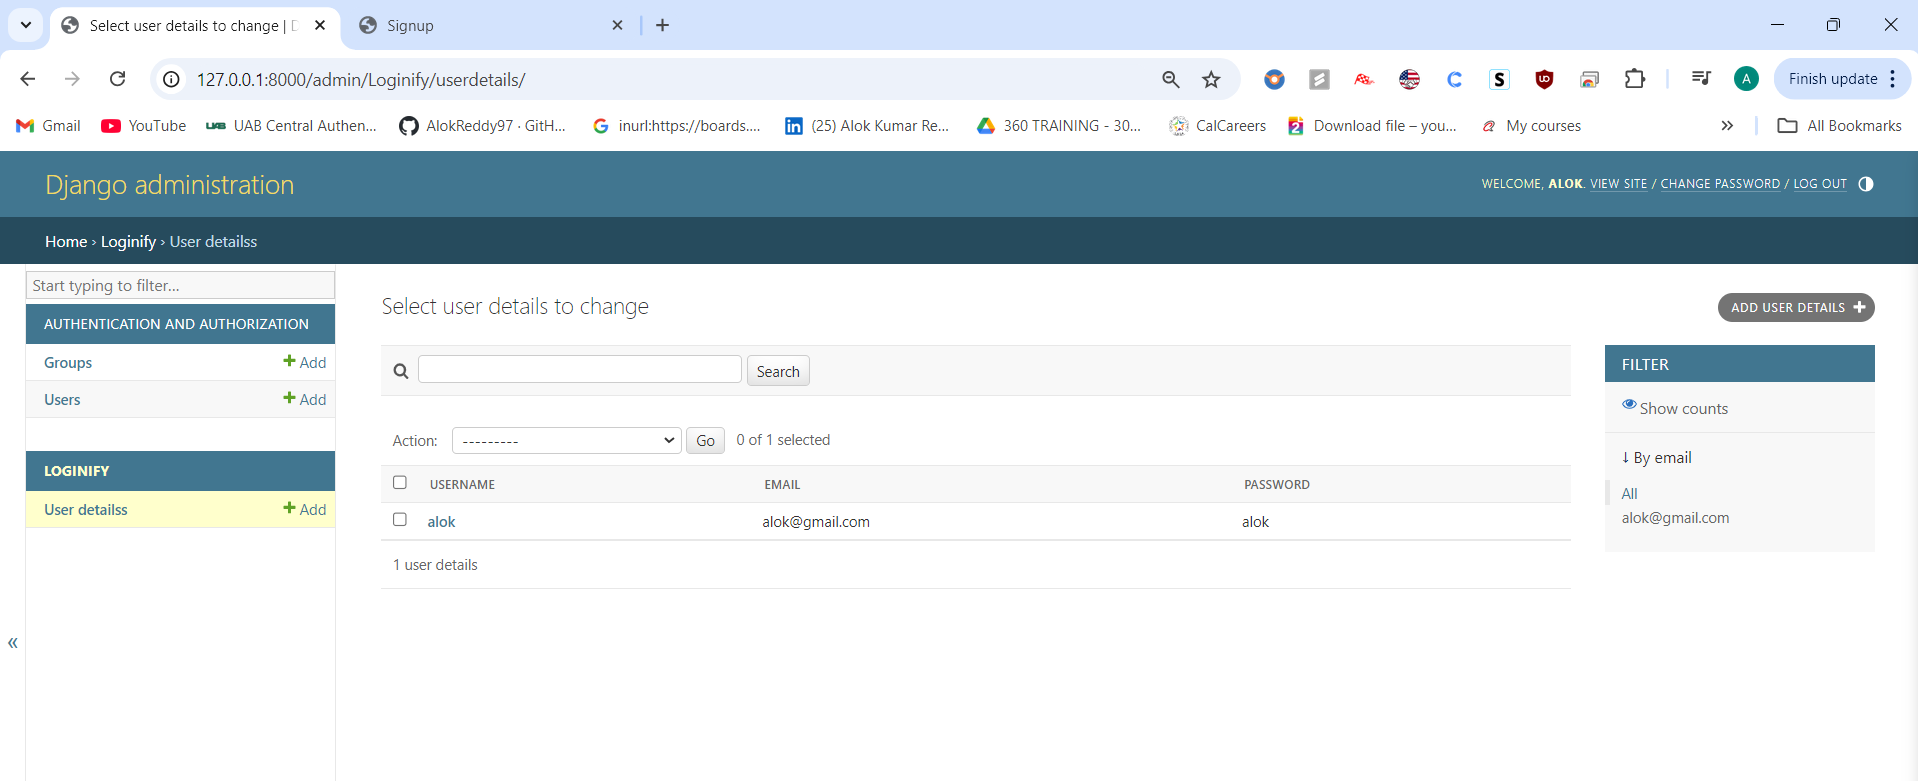 Select user details to change | D
Signup
127.0.0.1:8000/admin/Loginify/userdetails/
A
Finish update
Gmail
YouTube
UAB
UAB Central Authen...
AlokReddy97 · GitH...
inurl:https://boards....
(25) Alok Kumar Re...
360 TRAINING - 30...
CalCareers
Download file – you...
My courses
All Bookmarks
Django administration
WELCOME, ALOK. VIEW SITE / CHANGE PASSWORD / LOG OUT
Home › Loginify › User detailss
Start typing to filter...
AUTHENTICATION AND AUTHORIZATION
Groups + Add
Users + Add
LOGINIFY
User detailss + Add
«
Select user details to change
ADD USER DETAILS +
Search
Action: --------- Go 0 of 1 selected
USERNAME EMAIL PASSWORD
alok alok@gmail.com alok
1 user details
FILTER
Show counts
↓ By email
All
alok@gmail.com